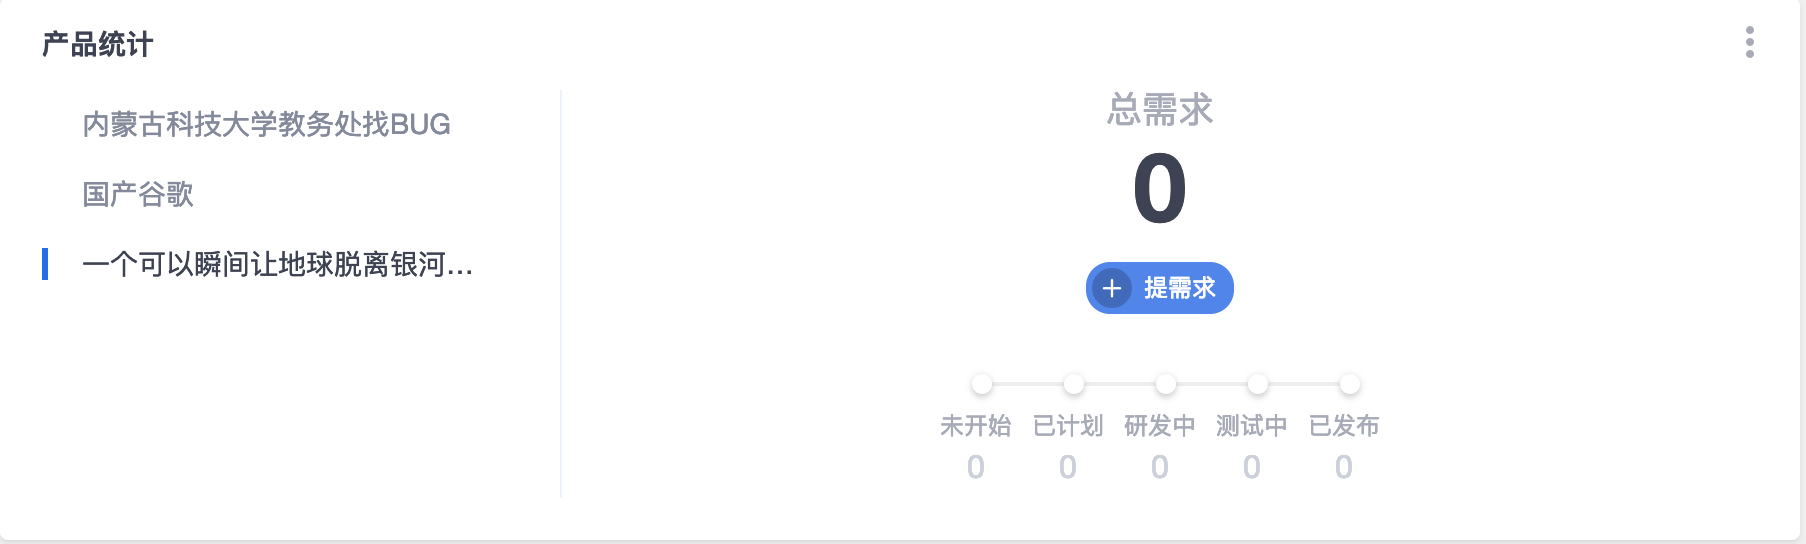 产品统计
内蒙古科技大学教务处找BUG
国产谷歌
一个可以瞬间让地球脱离银河...
总需求
0
提需求
未开始 已计划 研发中 测试中 已发布
0 0 0 0 0